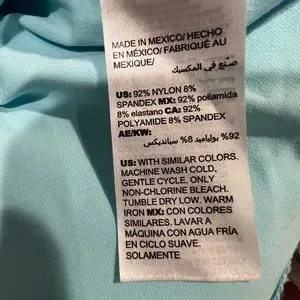 MADE IN MEXICO/ HECHO
EN MÉXICO/ FABRIQUÉ AU
MEXIQUE/
صنع في المكسيك
US: 92% NYLON 8%
SPANDEX MX: 92% poliamida
8% elastano CA: 92%
POLYAMIDE 8% SPANDEX
AE/KW:
92% بولياميد 8% سباندكس
US: WITH SIMILAR COLORS.
MACHINE WASH COLD,
GENTLE CYCLE. ONLY
NON-CHLORINE BLEACH.
TUMBLE DRY LOW. WARM
IRON MX: CON COLORES
SIMILARES. LAVAR A
MÁQUINA CON AGUA FRÍA
EN CICLO SUAVE,
SOLAMENTE